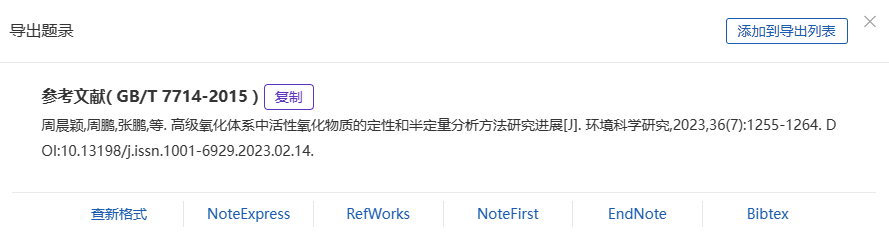 导出题录
添加到导出列表
参考文献( GB/T 7714-2015 ) 复制
周晨颖,周鹏,张鹏,等. 高级氧化体系中活性氧化物质的定性和半定量分析方法研究进展[J]. 环境科学研究,2023,36(7):1255-1264. D
OI:10.13198/j.issn.1001-6929.2023.02.14.
查新格式 NoteExpress RefWorks NoteFirst EndNote Bibtex